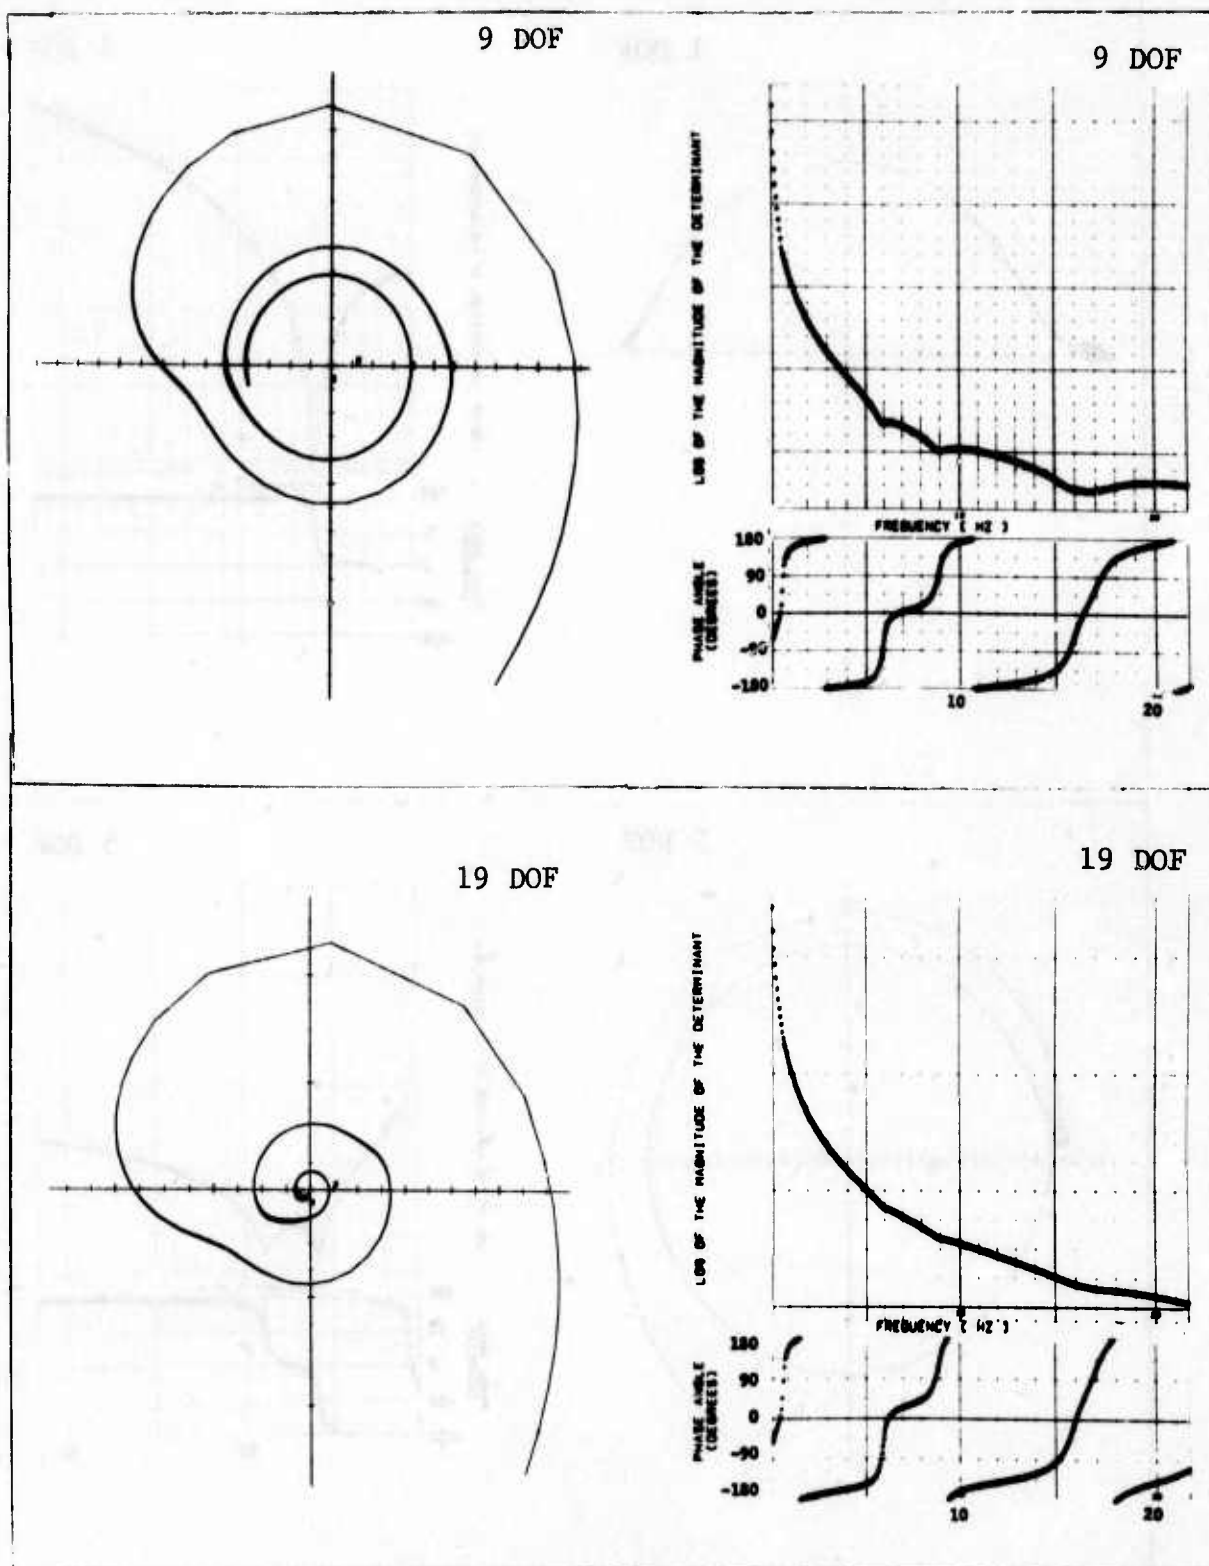 9 DOF
9 DOF
LOG OF THE MAGNITUDE OF THE DETERMINANT
FREQUENCY ( HZ )
PHASE ANGLE
(DEGREES)
180
90
0
-90
-180
10
20
19 DOF
19 DOF
LOG OF THE MAGNITUDE OF THE DETERMINANT
FREQUENCY
PHASE ANGLE
(DEGREES)
180
90
0
-90
-180
10
20